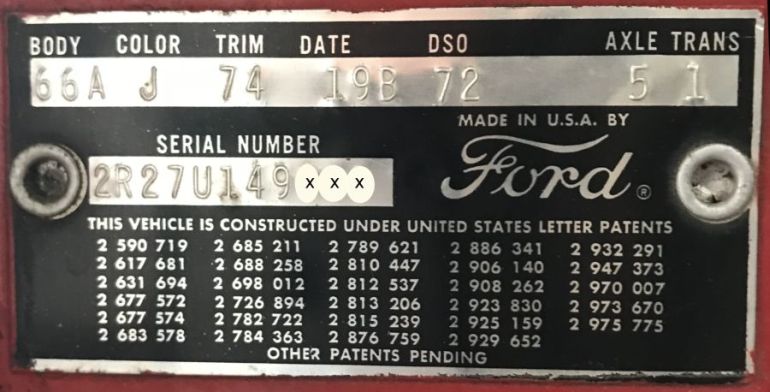 BODY COLOR TRIM DATE DSO AXLE TRANS
66A J 74 19B 72 5 1
MADE IN U.S.A. BY
SERIAL NUMBER
Ford ®
2R27U149 X X X
THIS VEHICLE IS CONSTRUCTED UNDER UNITED STATES LETTER PATENTS
2 590 719 2 685 211 2 789 621 2 886 341 2 932 291
2 617 681 2 688 258 2 810 447 2 906 140 2 947 373
2 631 694 2 698 012 2 812 537 2 908 262 2 970 007
2 677 572 2 726 894 2 813 206 2 923 830 2 973 670
2 677 574 2 782 722 2 815 239 2 925 159 2 975 775
2 683 578 2 784 363 2 876 759 2 929 652
OTHER PATENTS PENDING